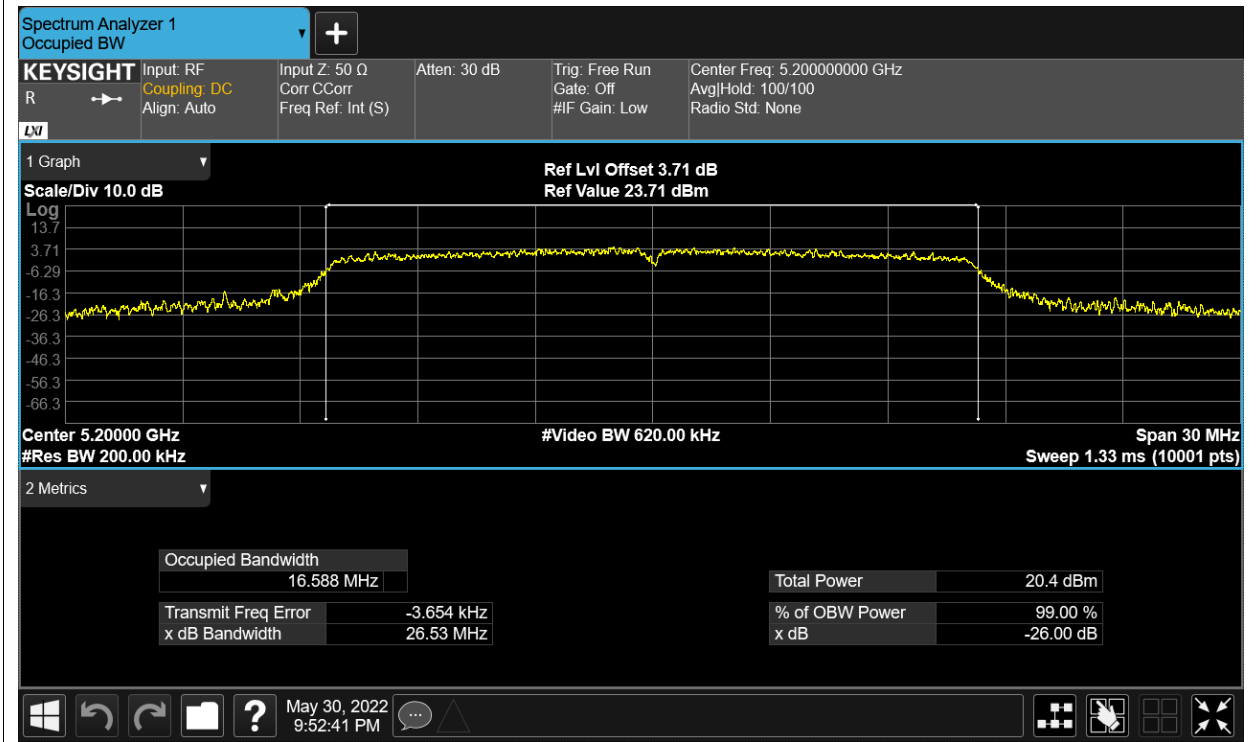 Spectrum Analyzer 1
Occupied BW
KEYSIGHT
R
LXI
Input: RF
Coupling: DC
Align: Auto
Input Z: 50 Ω
Corr CCorr
Freq Ref: Int (S)
Atten: 30 dB
Trig: Free Run
Gate: Off
#IF Gain: Low
Center Freq: 5.200000000 GHz
Avg|Hold: 100/100
Radio Std: None
1 Graph
Scale/Div 10.0 dB
Ref Lvl Offset 3.71 dB
Ref Value 23.71 dBm
Log
13.7
3.71
-6.29
-16.3
-26.3
-36.3
-46.3
-56.3
-66.3
Center 5.20000 GHz
#Video BW 620.00 kHz
Span 30 MHz
#Res BW 200.00 kHz
Sweep 1.33 ms (10001 pts)
2 Metrics
Occupied Bandwidth
16.588 MHz
Total Power 20.4 dBm
Transmit Freq Error -3.654 kHz
% of OBW Power 99.00 %
x dB Bandwidth 26.53 MHz
x dB -26.00 dB
?
May 30, 2022
9:52:41 PM